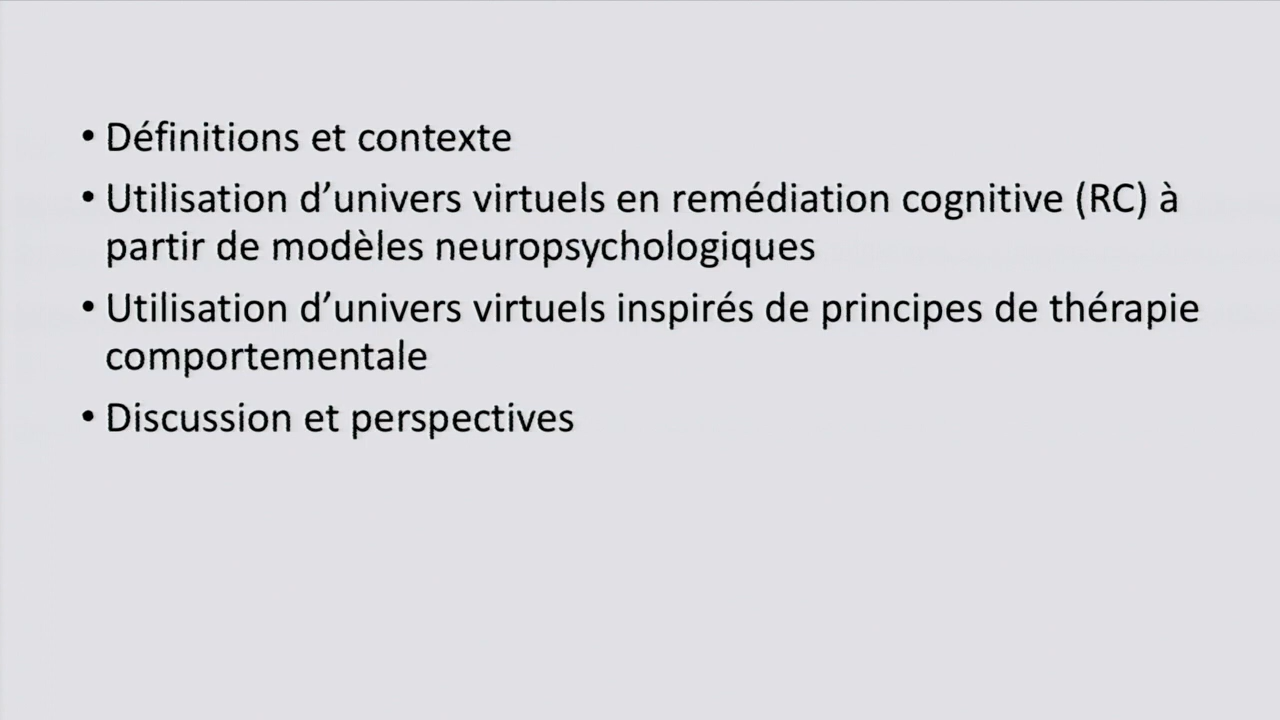 • Définitions et contexte
• Utilisation d’univers virtuels en remédiation cognitive (RC) à
partir de modèles neuropsychologiques
• Utilisation d’univers virtuels inspirés de principes de thérapie
comportementale
• Discussion et perspectives